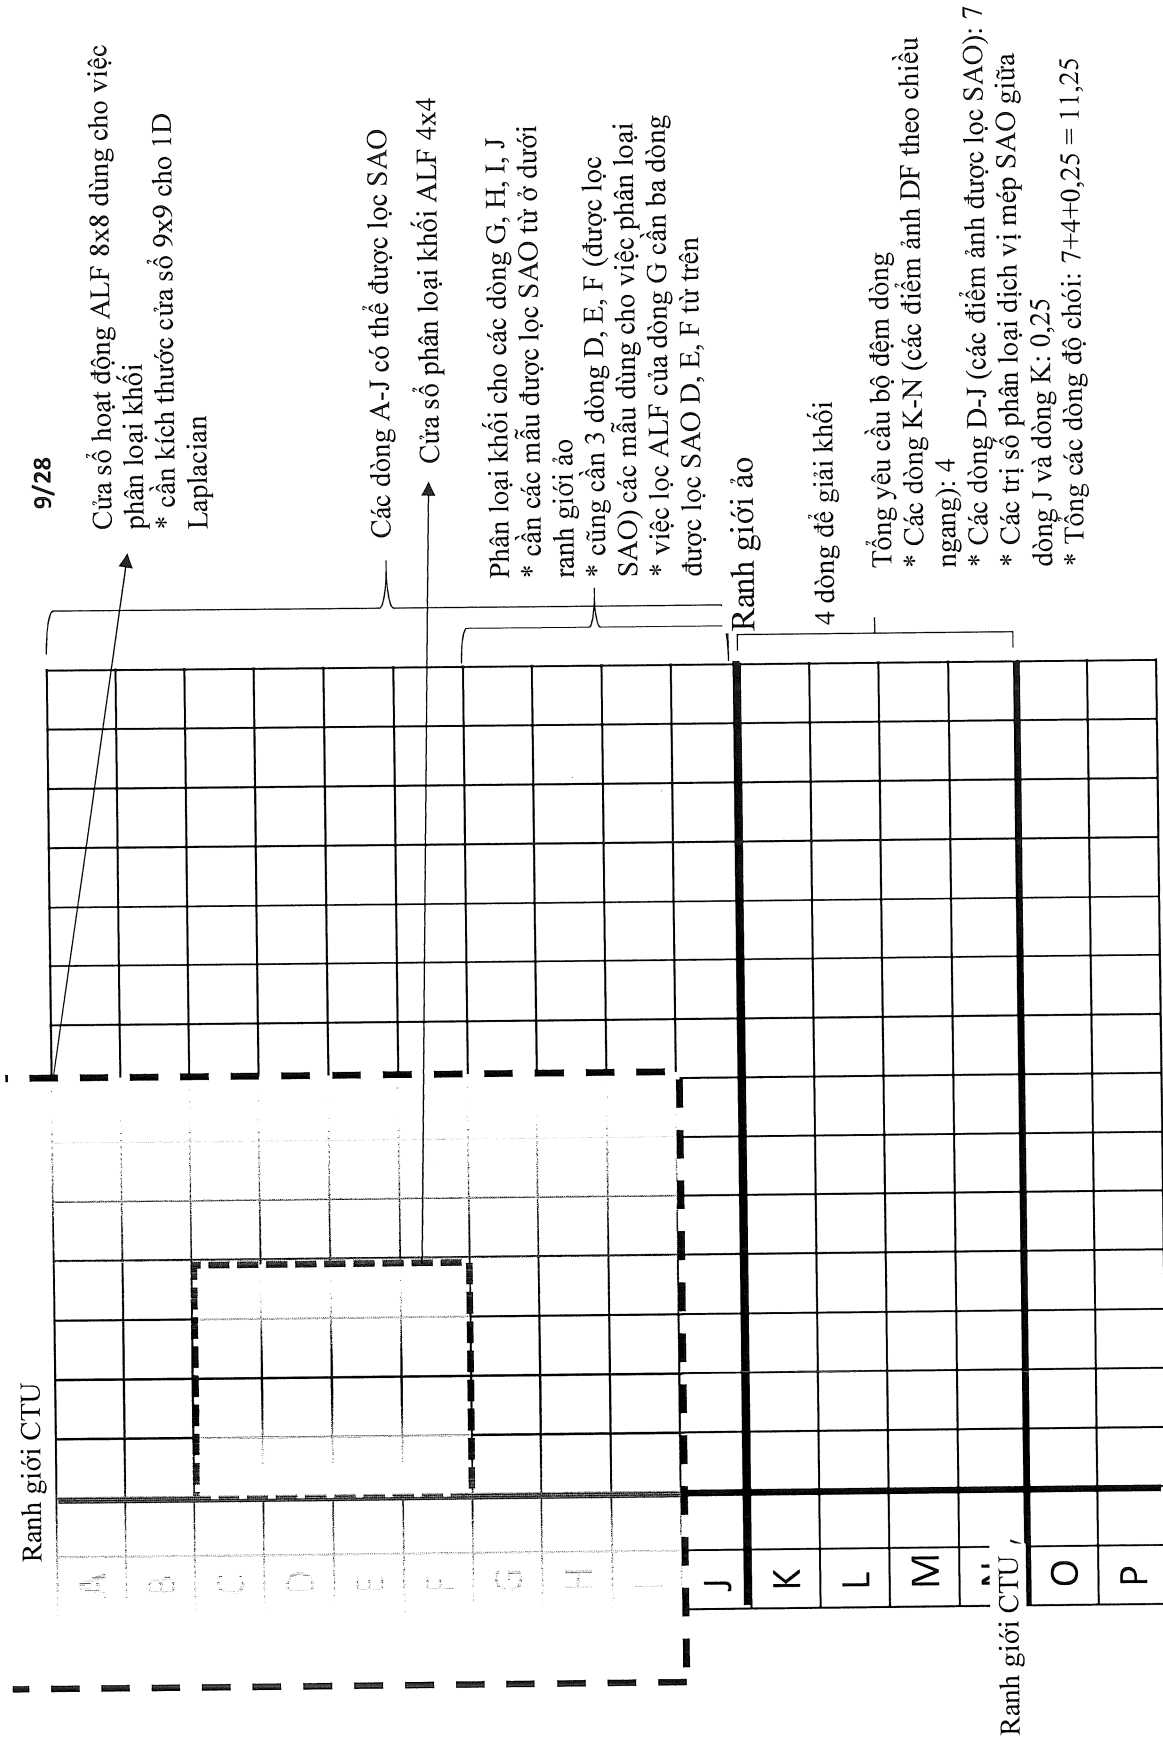 9/28
Cửa sổ hoạt động ALF 8x8 dùng cho việc
phân loại khối
* cần kích thước cửa sổ 9x9 cho 1D
Laplacian
Ranh giới CTU
A
B
C
D
E
F
G
H
I
J
K
L
M
N
O
P
Ranh giới CTU
Các dòng A-J có thể được lọc SAO
Cửa sổ phân loại khối ALF 4x4
Phân loại khối cho các dòng G, H, I, J
* cần các mẫu được lọc SAO từ ở dưới
ranh giới ảo
* cũng cần 3 dòng D, E, F (được lọc
SAO) các mẫu dùng cho việc phân loại
* việc lọc ALF của dòng G cần ba dòng
được lọc SAO D, E, F từ trên
Ranh giới ảo
4 dòng để giải khối
Tổng yêu cầu bộ đệm dòng
* Các dòng K-N (các điểm ảnh DF theo chiều
ngang): 4
* Các dòng D-J (các điểm ảnh được lọc SAO): 7
* Các trị số phân loại dịch vị mép SAO giữa
dòng J và dòng K: 0,25
* Tổng các dòng độ chói: 7+4+0,25 = 11,25